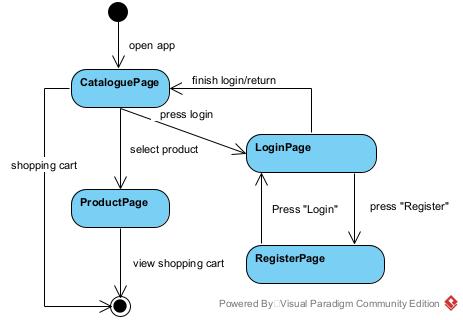 open app
CataloguePage
finish login/return
press login
select product
LoginPage
shopping cart
ProductPage
Press "Login"
press "Register"
view shopping cart
RegisterPage
Powered By Visual Paradigm Community Edition